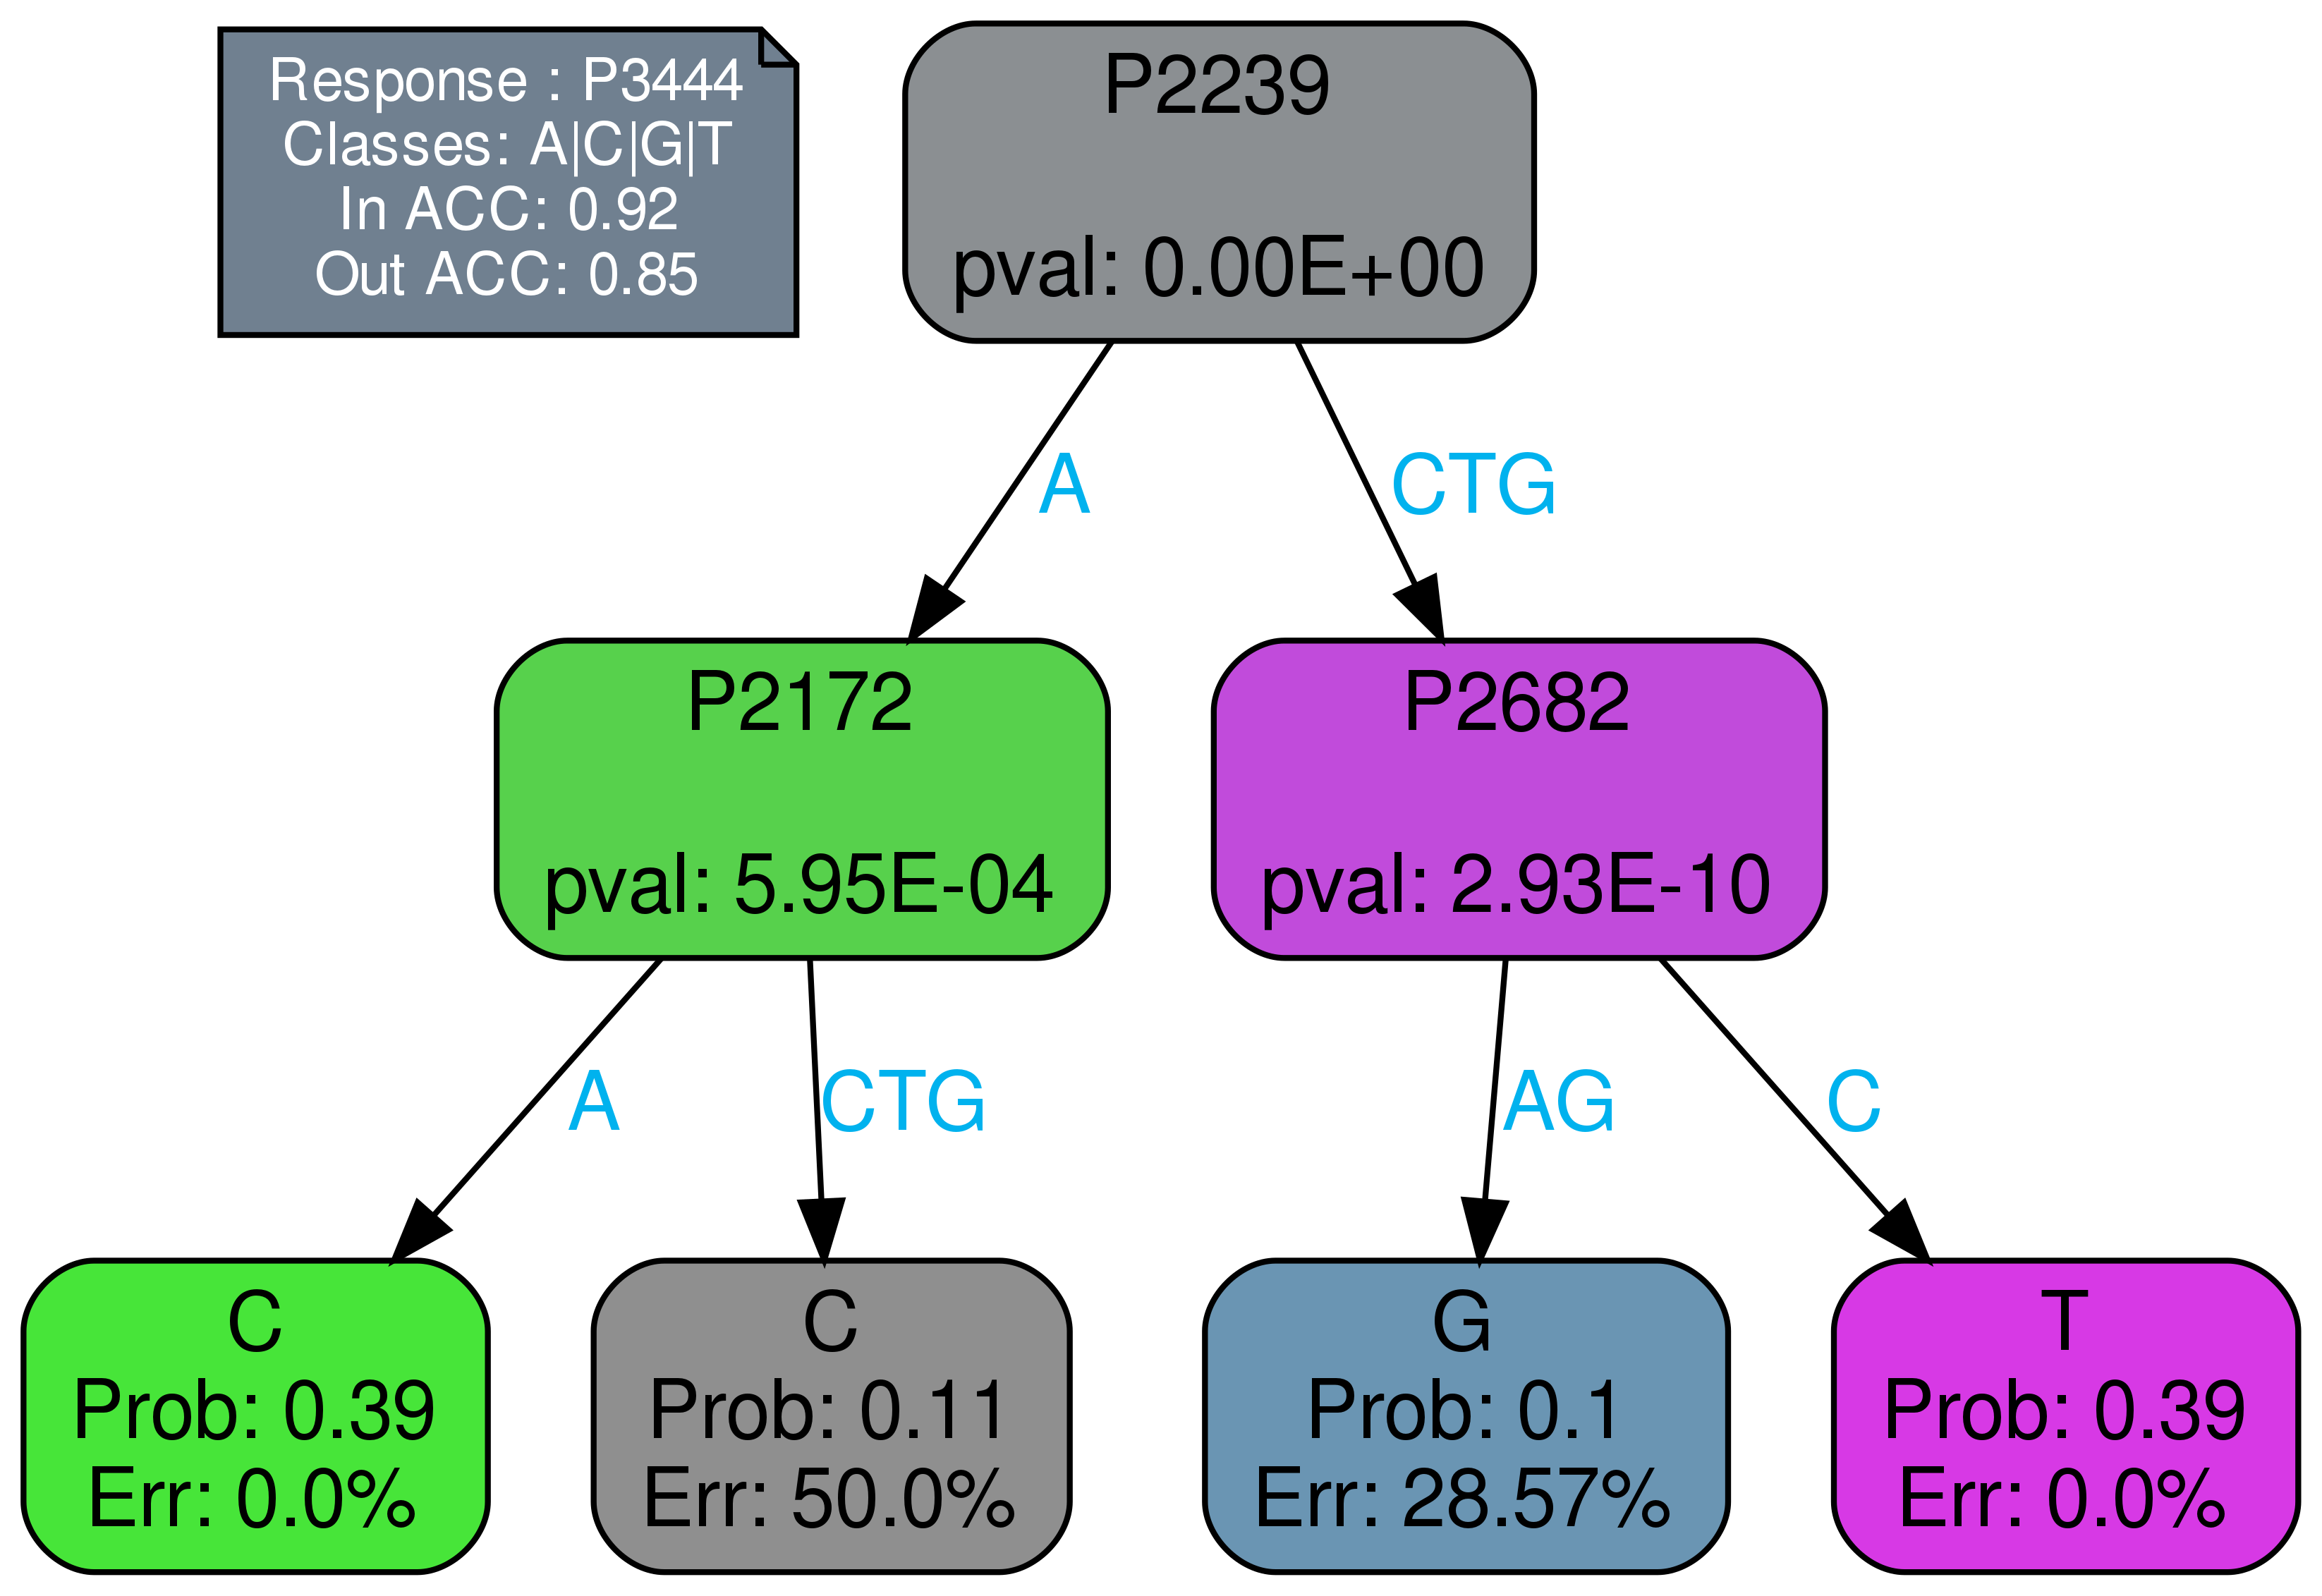 Response : P3444
Classes: A|C|G|T
In ACC: 0.92
Out ACC: 0.85
P2239
pval: 0.00E+00
A
CTG
P2172
pval: 5.95E-04
P2682
pval: 2.93E-10
A
CTG
AG
C
C
Prob: 0.39
Err: 0.0%
C
Prob: 0.11
Err: 50.0%
G
Prob: 0.1
Err: 28.57%
T
Prob: 0.39
Err: 0.0%